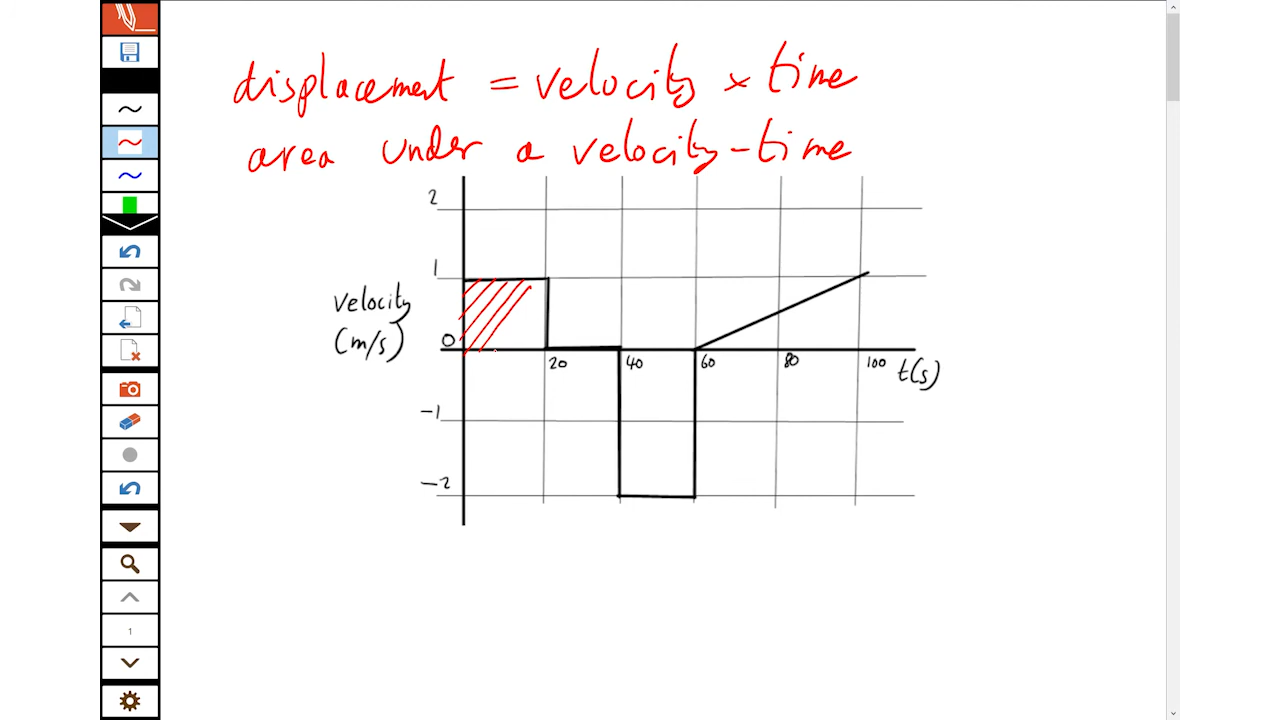 displacement = velocity × time
area under a velocity-time
2
1
velocity
(m/s)
0
20 40 60 80 100 t(s)
-1
-2
1